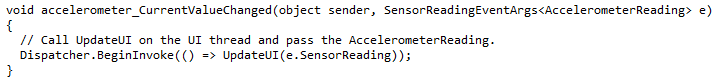 void accelerometer_CurrentValueChanged(object sender, SensorReadingEventArgs<AccelerometerReading> e)
{
  // Call UpdateUI on the UI thread and pass the AccelerometerReading.
  Dispatcher.BeginInvoke(() => UpdateUI(e.SensorReading));
}